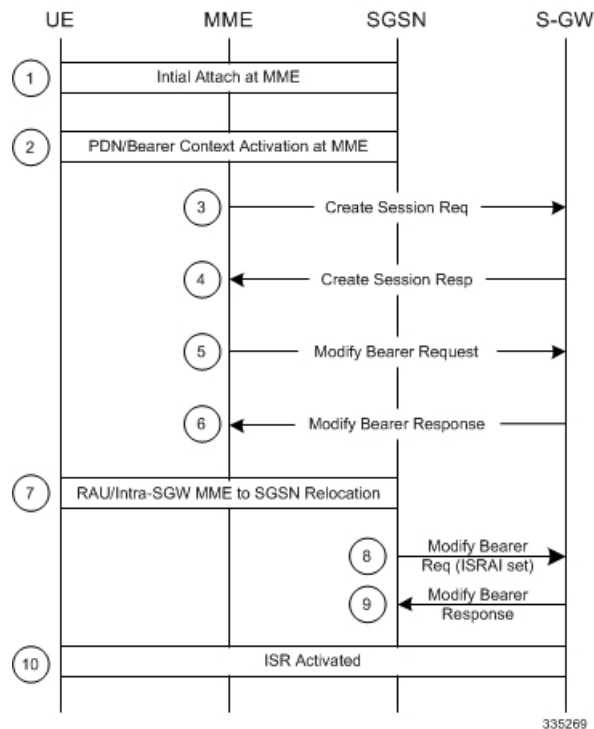 UE MME SGSN S-GW
1 Intial Attach at MME
2 PDN/Bearer Context Activation at MME
3 Create Session Req
4 Create Session Resp
5 Modify Bearer Request
6 Modify Bearer Response
7 RAU/Intra-SGW MME to SGSN Relocation
8 Modify Bearer
Req (ISRAI set)
9 Modify Bearer
Response
10 ISR Activated
335269